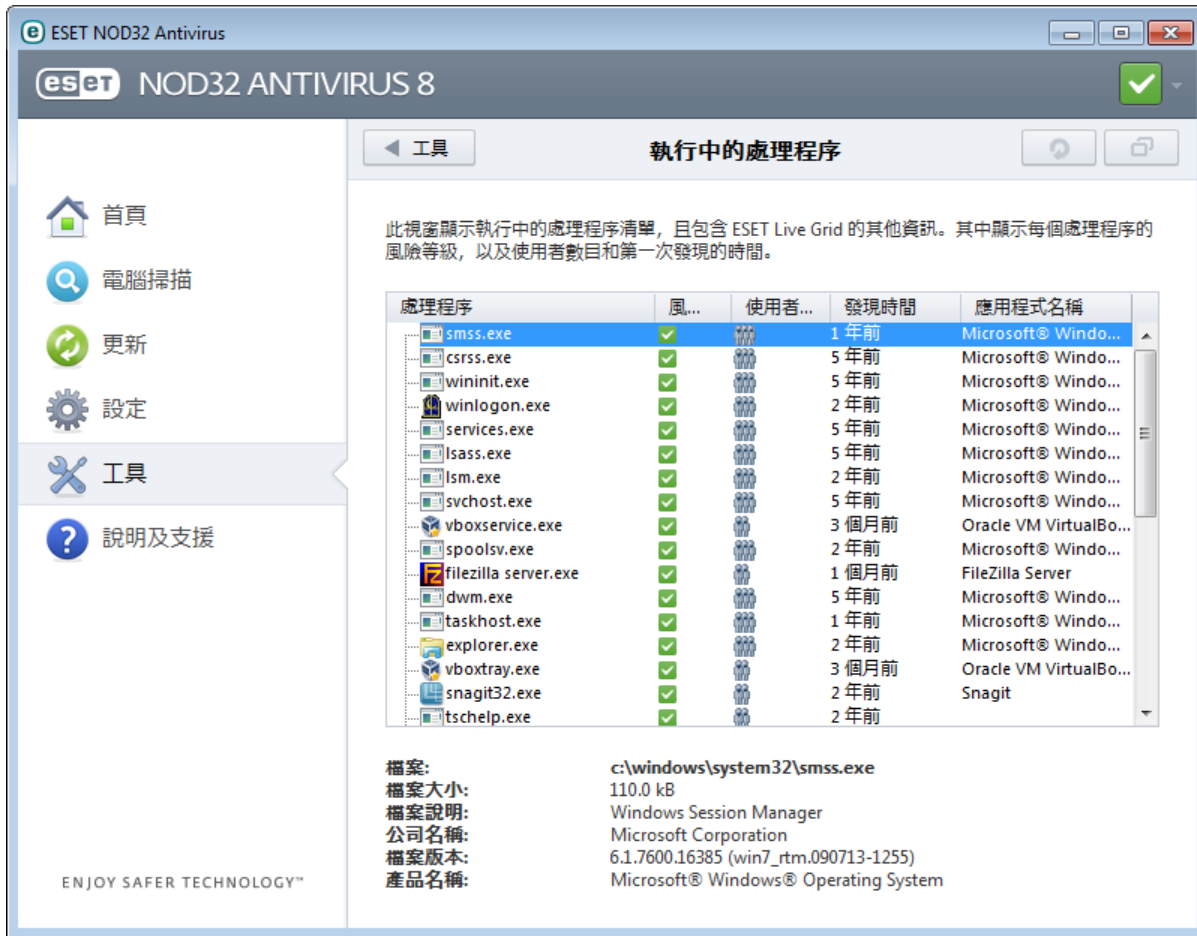 ESET NOD32 Antivirus
eset NOD32 ANTIVIRUS 8
工具
執行中的處理程序
首頁
電腦掃描
更新
設定
工具
說明及支援
此視窗顯示執行中的處理程序清單，且包含 ESET Live Grid 的其他資訊。其中顯示每個處理程序的
風險等級，以及使用者數目和第一次發現的時間。
處理程序 風... 使用者... 發現時間 應用程式名稱
smss.exe 1 年前 Microsoft® Windo...
csrss.exe 5 年前 Microsoft® Windo...
wininit.exe 5 年前 Microsoft® Windo...
winlogon.exe 2 年前 Microsoft® Windo...
services.exe 5 年前 Microsoft® Windo...
lsass.exe 5 年前 Microsoft® Windo...
lsm.exe 2 年前 Microsoft® Windo...
svchost.exe 5 年前 Microsoft® Windo...
vboxservice.exe 3 個月前 Oracle VM VirtualBo...
spoolsv.exe 2 年前 Microsoft® Windo...
filezilla server.exe 1 個月前 FileZilla Server
dwm.exe 5 年前 Microsoft® Windo...
taskhost.exe 1 年前 Microsoft® Windo...
explorer.exe 2 年前 Microsoft® Windo...
vboxtray.exe 3 個月前 Oracle VM VirtualBo...
snagit32.exe 2 年前 Snagit
tschelp.exe 2 年前
檔案: c:\windows\system32\smss.exe
檔案大小: 110.0 kB
檔案說明: Windows Session Manager
公司名稱: Microsoft Corporation
檔案版本: 6.1.7600.16385 (win7_rtm.090713-1255)
產品名稱: Microsoft® Windows® Operating System
ENJOY SAFER TECHNOLOGY™